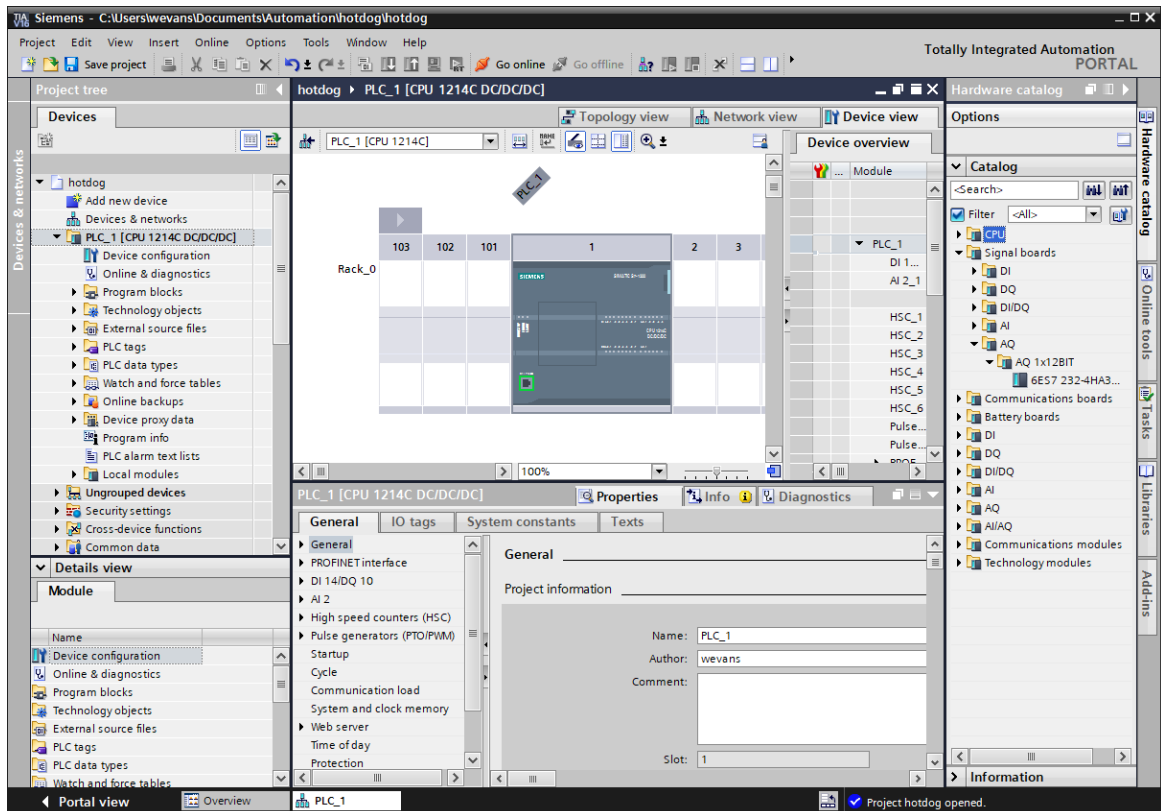 Siemens - C:\Users\wevans\Documents\Automation\hotdog\hotdog
Project Edit View Insert Online Options Tools Window Help
Totally Integrated Automation
PORTAL
Save project
Go online
Go offline
Project tree
Devices
Devices & networks
hotdog
Add new device
Devices & networks
PLC_1 [CPU 1214C DC/DC/DC]
Device configuration
Online & diagnostics
Program blocks
Technology objects
External source files
PLC tags
PLC data types
Watch and force tables
Online backups
Device proxy data
Program info
PLC alarm text lists
Local modules
Ungrouped devices
Security settings
Cross-device functions
Common data
Details view
Module
Name
Device configuration
Online & diagnostics
Program blocks
Technology objects
External source files
PLC tags
PLC data types
Watch and force tables
hotdog PLC_1 [CPU 1214C DC/DC/DC]
Topology view
Network view
Device view
PLC_1 [CPU 1214C]
PLC_1
103 102 101 1 2 3
Rack_0
SIEMENS
100%
Device overview
... Module
PLC_1
DI 1...
AI 2_1
HSC_1
HSC_2
HSC_3
HSC_4
HSC_5
HSC_6
Pulse...
Pulse...
PLC_1 [CPU 1214C DC/DC/DC]
Properties
Info
Diagnostics
General
IO tags
System constants
Texts
General
PROFINET interface
DI 14/DQ 10
AI 2
High speed counters (HSC)
Pulse generators (PTO/PWM)
Startup
Cycle
Communication load
System and clock memory
Web server
Time of day
Protection
General
Project information
Name: PLC_1
Author: wevans
Comment:
Slot: 1
Hardware catalog
Options
Catalog
<Search>
Filter <All>
CPU
Signal boards
DI
DQ
DI/DQ
AI
AQ
AQ 1x12BIT
6ES7 232-4HA3...
Communications boards
Battery boards
DI
DQ
DI/DQ
AI
AQ
AI/AQ
Communications modules
Technology modules
Information
Hardware catalog
Online tools
Tasks
Libraries
Add-ins
Portal view
Overview
PLC_1
Project hotdog opened.